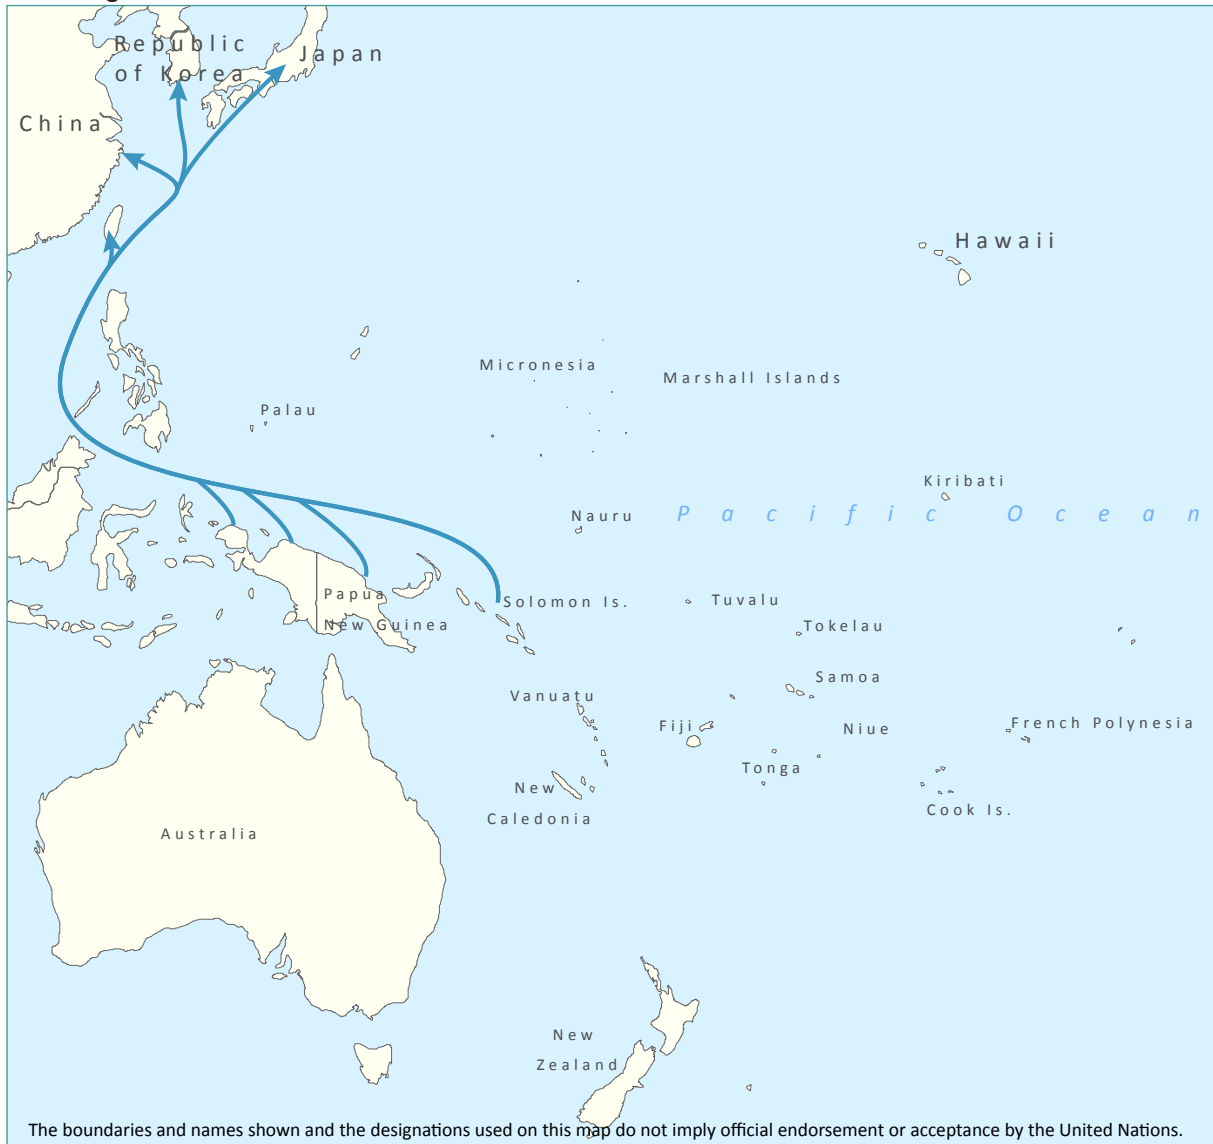 Republic
of Korea
Japan
China
Hawaii
Micronesia
Marshall Islands
Palau
Kiribati
Nauru
Pacific Ocean
Papua
New Guinea
Solomon Is.
Tuvalu
Tokelau
Samoa
Vanuatu
Fiji
Niue
French Polynesia
Tonga
New
Caledonia
Cook Is.
Australia
New
Zealand
The boundaries and names shown and the designations used on this map do not imply official endorsement or acceptance by the United Nations.